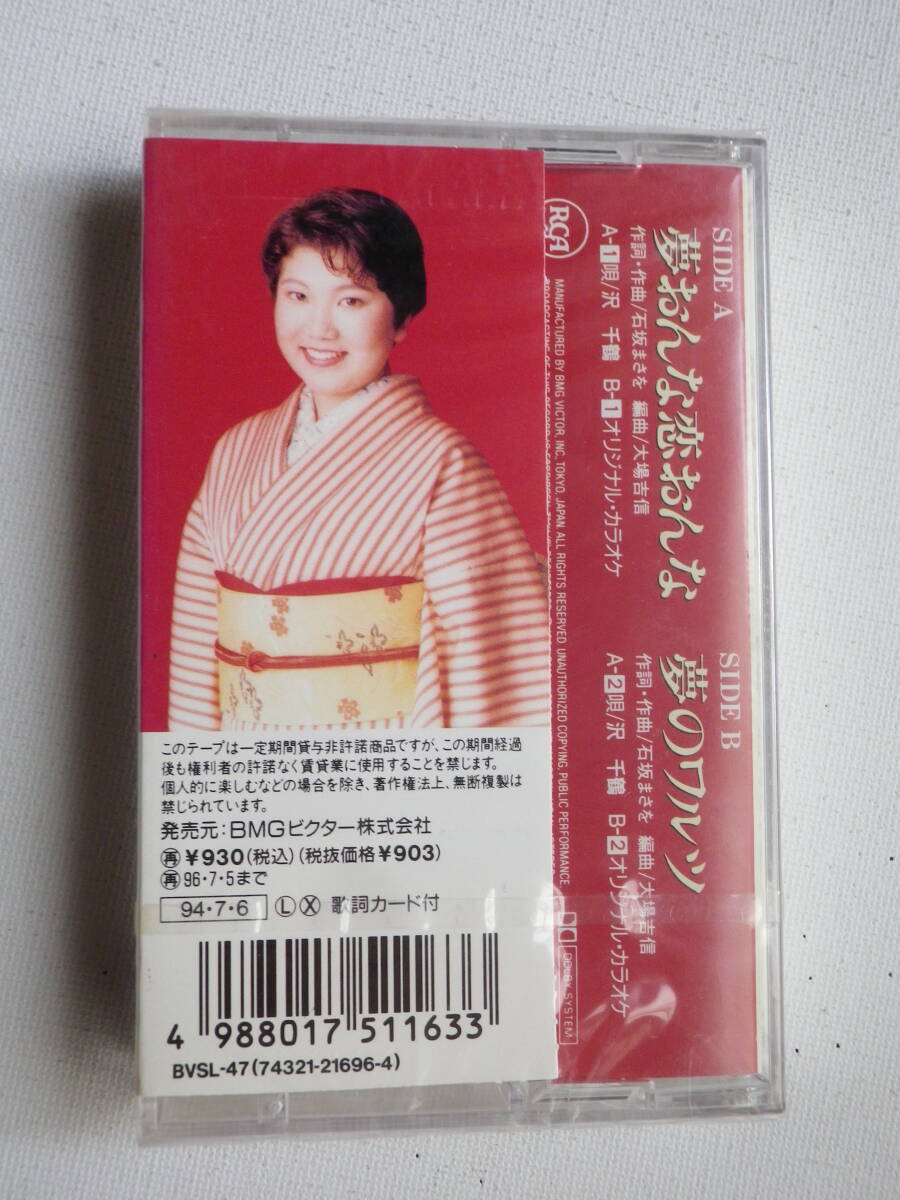 SIDE A
夢おんな恋おんな
作詞・作曲/石坂まさを 編曲/大場吉信
A-1唄/沢 千鶴 B-1オリジナル・カラオケ
SIDE B
夢のワルツ
作詞・作曲/石坂まさを 編曲/大場吉信
A-2唄/沢 千鶴 B-2オリジナル・カラオケ
RCA
MANUFACTURED BY BMG VICTOR, INC. TOKYO, JAPAN. ALL RIGHTS RESERVED. UNAUTHORIZED COPYING PUBLIC PERFORMANCE
DOLBY SYSTEM
このテープは一定期間貸与非許諾商品ですが、この期間経過
後も権利者の許諾なく賃貸業に使用することを禁じます。
個人的に楽しむなどの場合を除き、著作権法上、無断複製は
禁じられています。
発売元:BMGビクター株式会社
再 ¥930(税込)(税抜価格¥903)
再 96・7・5まで
94・7・6 Ⓛ Ⓧ 歌詞カード付
4 988017 511633
BVSL-47(74321-21696-4)